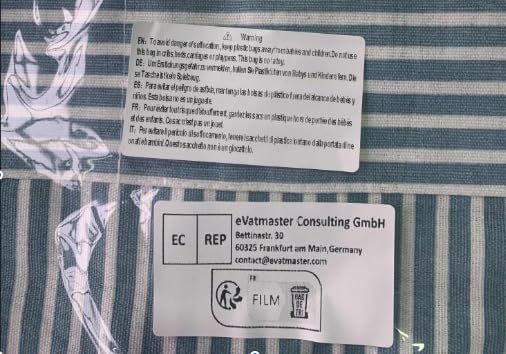 Warning
EN: To avoid danger of suffocation, keep plastic bags away from babies and children. Do not use
this bag in cribs, beds, carriages or playpens. This bag is not a toy.
DE: Um Erstickungsgefahr zu vermeiden, halten Sie Plastiktüten von Babys und Kindern fern. Die
se Tasche ist kein Spielzeug.
ES: Para evitar el peligro de asfixia, mantenga las bolsas de plástico fuera del alcance de bebés y
niños. Esta bolsa no es un juguete.
FR: Pour éviter tout risque d'étouffement, gardez les sacs en plastique hors de portée des bébés
et des enfants. Ce sac n'est pas un jouet.
IT: Per evitare il pericolo di soffocamento, tenere i sacchetti di plastica lontano dalla portata di ne
onati e bambini. Questo sacchetto non è un giocattolo.
EC REP
eVatmaster Consulting GmbH
Bettinastr. 30
60325 Frankfurt am Main,Germany
contact@evatmaster.com
FR
FILM
BAC
DE
TRI